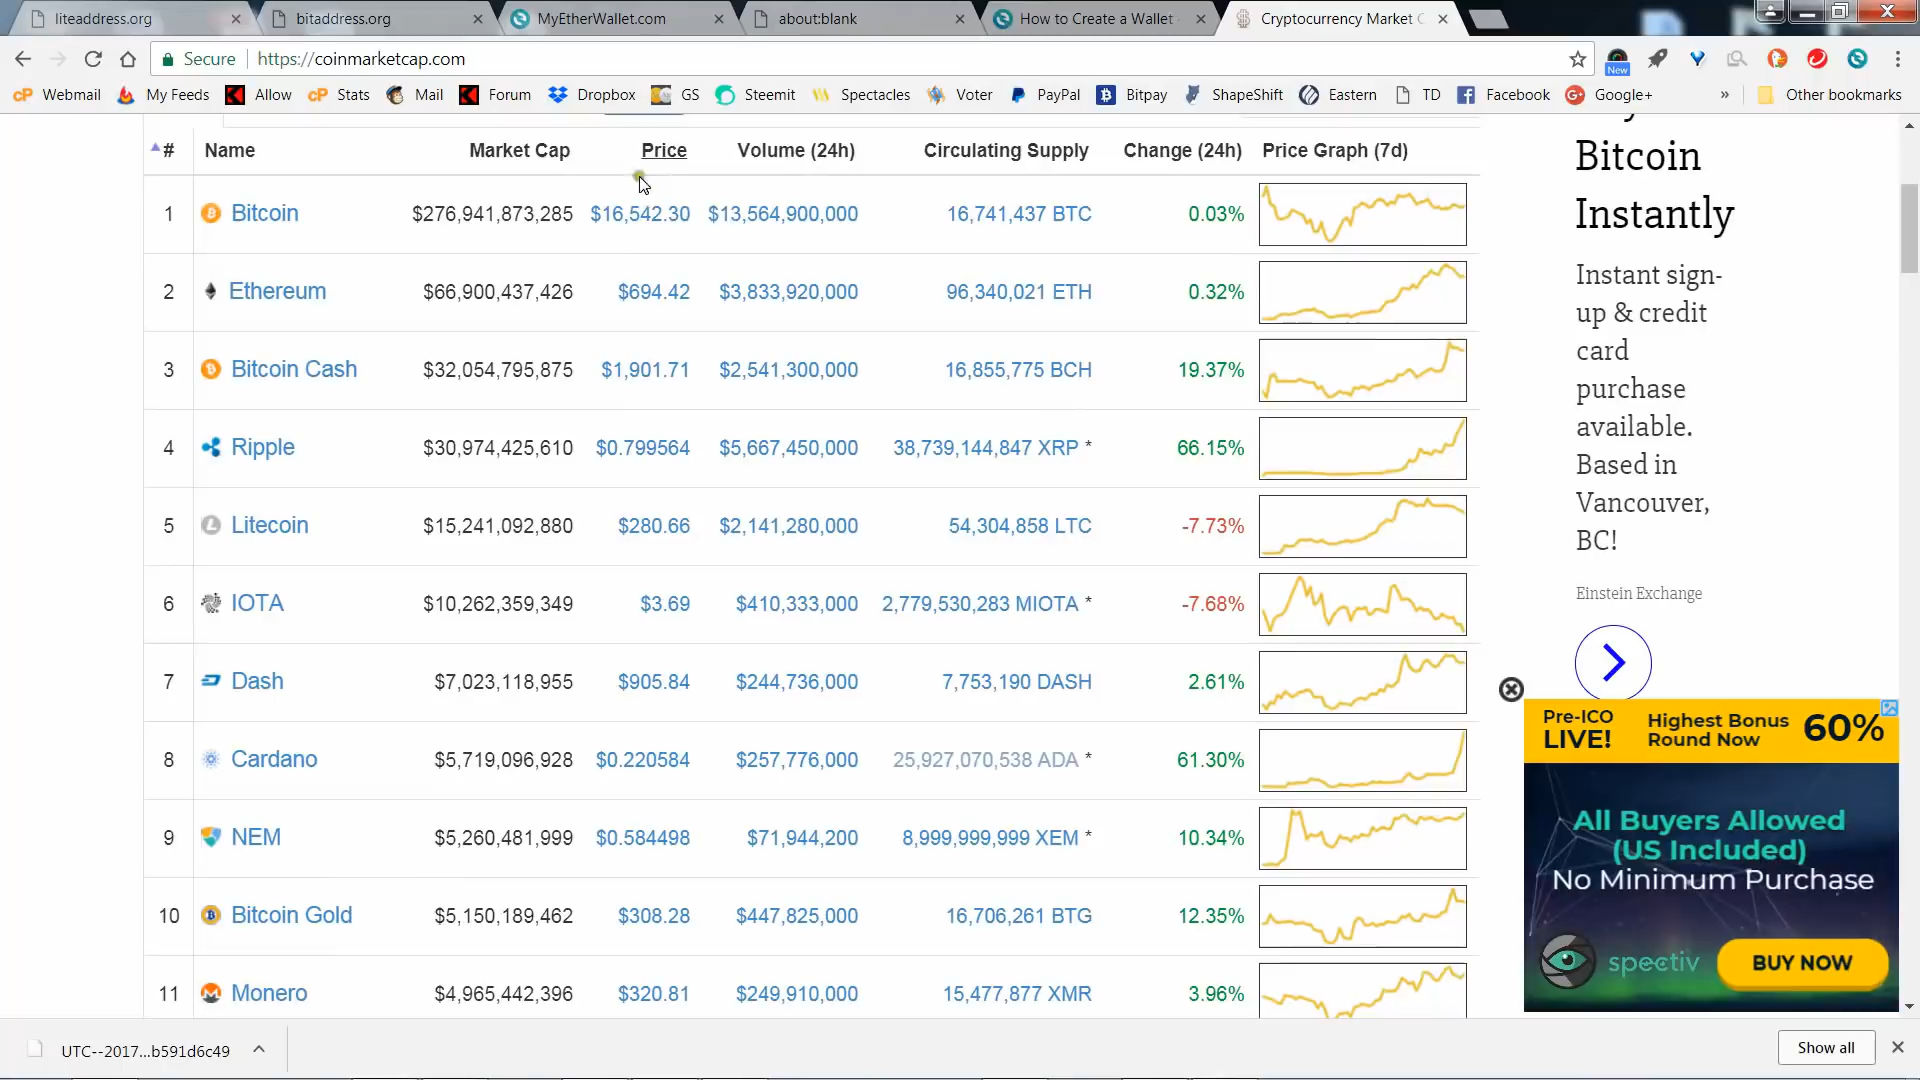 liteaddress.org
bitaddress.org
MyEtherWallet.com
about:blank
How to Create a Wallet
Cryptocurrency Market C
Secure https://coinmarketcap.com
New
Webmail My Feeds Allow Stats Mail Forum Dropbox GS Steemit Spectacles Voter PayPal Bitpay ShapeShift Eastern TD Facebook Google+ » Other bookmarks
# Name Market Cap Price Volume (24h) Circulating Supply Change (24h) Price Graph (7d)
1 Bitcoin $276,941,873,285 $16,542.30 $13,564,900,000 16,741,437 BTC 0.03%
2 Ethereum $66,900,437,426 $694.42 $3,833,920,000 96,340,021 ETH 0.32%
3 Bitcoin Cash $32,054,795,875 $1,901.71 $2,541,300,000 16,855,775 BCH 19.37%
4 Ripple $30,974,425,610 $0.799564 $5,667,450,000 38,739,144,847 XRP * 66.15%
5 Litecoin $15,241,092,880 $280.66 $2,141,280,000 54,304,858 LTC -7.73%
6 IOTA $10,262,359,349 $3.69 $410,333,000 2,779,530,283 MIOTA * -7.68%
7 Dash $7,023,118,955 $905.84 $244,736,000 7,753,190 DASH 2.61%
8 Cardano $5,719,096,928 $0.220584 $257,776,000 25,927,070,538 ADA * 61.30%
9 NEM $5,260,481,999 $0.584498 $71,944,200 8,999,999,999 XEM * 10.34%
10 Bitcoin Gold $5,150,189,462 $308.28 $447,825,000 16,706,261 BTG 12.35%
11 Monero $4,965,442,396 $320.81 $249,910,000 15,477,877 XMR 3.96%
Bitcoin
Instantly
Instant sign-
up & credit
card
purchase
available.
Based in
Vancouver,
BC!
Einstein Exchange
Pre-ICO
LIVE!
Highest Bonus
Round Now
60%
All Buyers Allowed
(US Included)
No Minimum Purchase
spectiv
BUY NOW
UTC--2017...b591d6c49
Show all